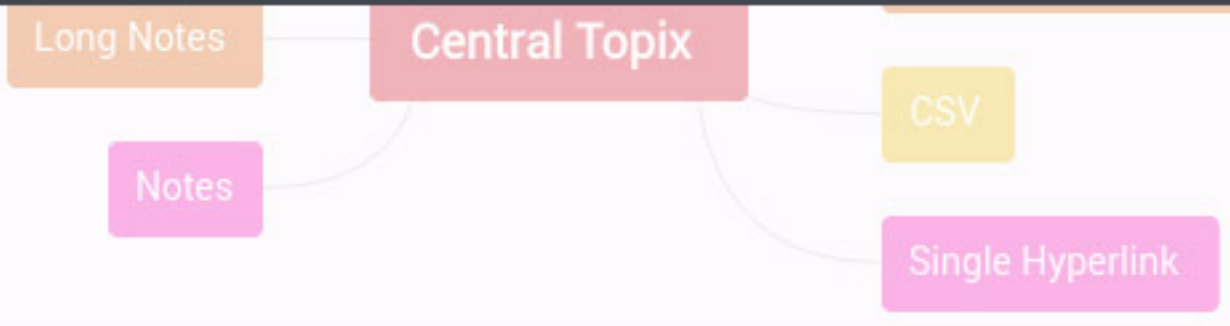 Long Notes
Central Topix
CSV
Notes
Single Hyperlink